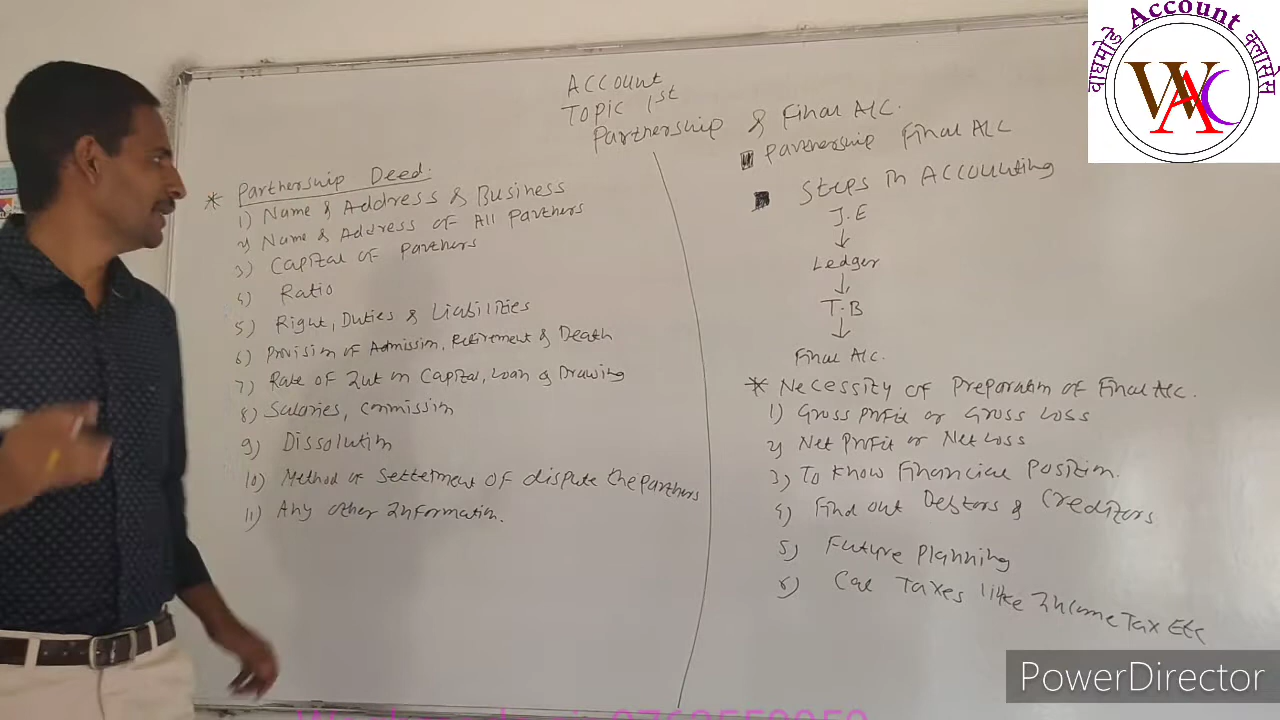 ACCOUNT
TOPIC 1st
Partnership & Final A/C.
* Partnership Deed:
1) Name & Address & Business
2) Name & Address of All Partners
3) Capital of Partners
4) Ratio
5) Right, Duties & Liabilities
6) Provision of Admission, Retirement & Death
7) Rate of Int on Capital, Loan & Drawing
8) Salaries, Commission
9) Dissolution
10) Method of Settelment of dispute the partners
11) Any other Information.
Partnership Final A/C
Steps in Accounting
J.E
↓
Ledger
↓
T.B
↓
Final A/C.
* Necessity of Preparation of Final A/C.
1) Gross Profit or Gross Loss
2) Net Profit or Net Loss
3) To know Financial Position.
4) Find out Debtors & Creditors
5) Future Planning
6) Cal Taxes like Income Tax Etc
वाघमोडे Account क्लासेस
WAC
PowerDirector